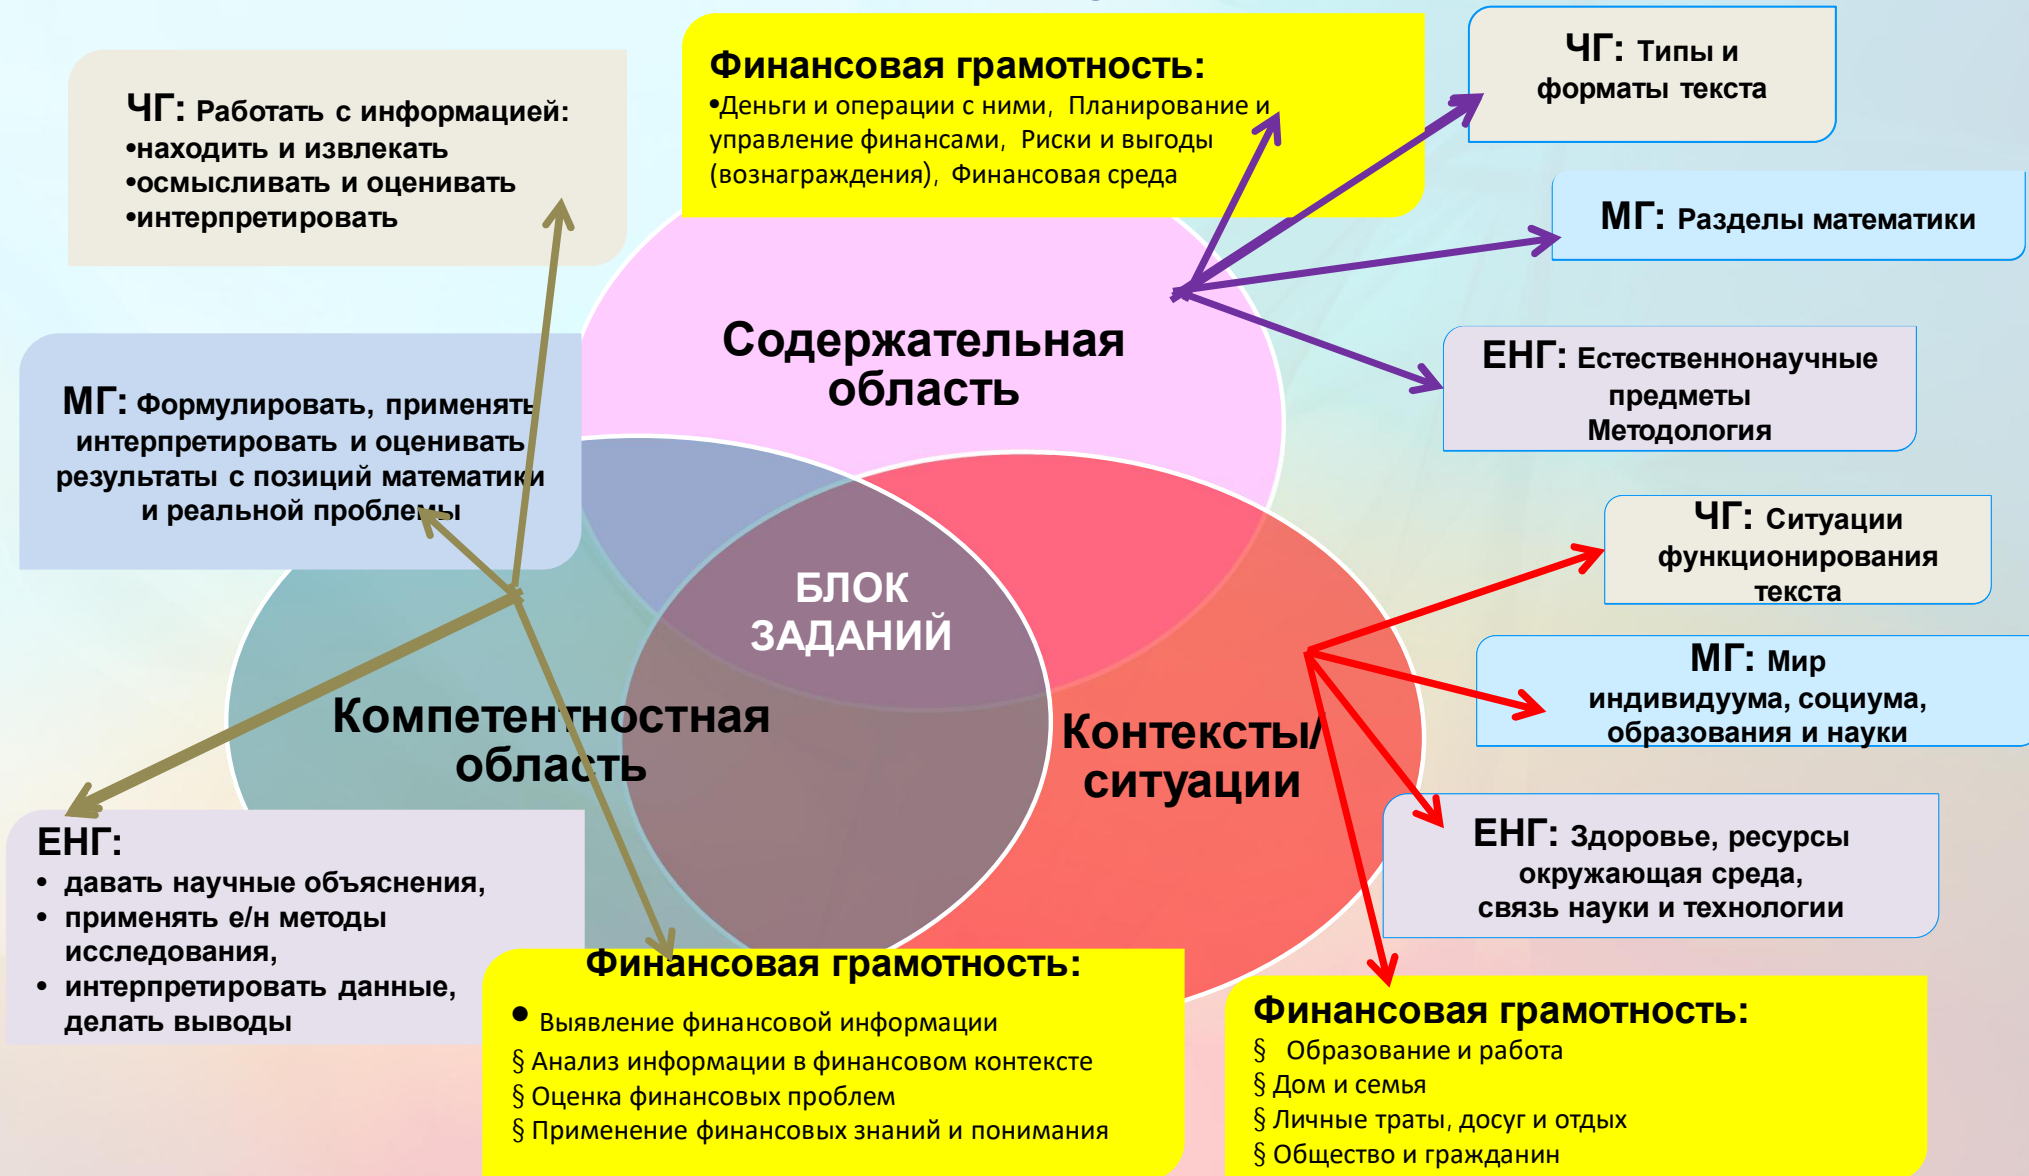 ЧГ: Работать с информацией:
•находить и извлекать
•осмысливать и оценивать
•интерпретировать
Финансовая грамотность:
•Деньги и операции с ними, Планирование и
управление финансами, Риски и выгоды
(вознаграждения), Финансовая среда
ЧГ: Типы и
форматы текста
МГ: Разделы математики
ЕНГ: Естественнонаучные
предметы
Методология
МГ: Формулировать, применять
интерпретировать и оценивать
результаты с позиций математики
и реальной проблемы
Содержательная
область
БЛОК
ЗАДАНИЙ
Компетентностная
область
Контексты/
ситуации
ЧГ: Ситуации
функционирования
текста
МГ: Мир
индивидуума, социума,
образования и науки
ЕНГ: Здоровье, ресурсы
окружающая среда,
связь науки и технологии
ЕНГ:
• давать научные объяснения,
• применять е/н методы
исследования,
• интерпретировать данные,
делать выводы
Финансовая грамотность:
• Выявление финансовой информации
§ Анализ информации в финансовом контексте
§ Оценка финансовых проблем
§ Применение финансовых знаний и понимания
Финансовая грамотность:
§ Образование и работа
§ Дом и семья
§ Личные траты, досуг и отдых
§ Общество и гражданин